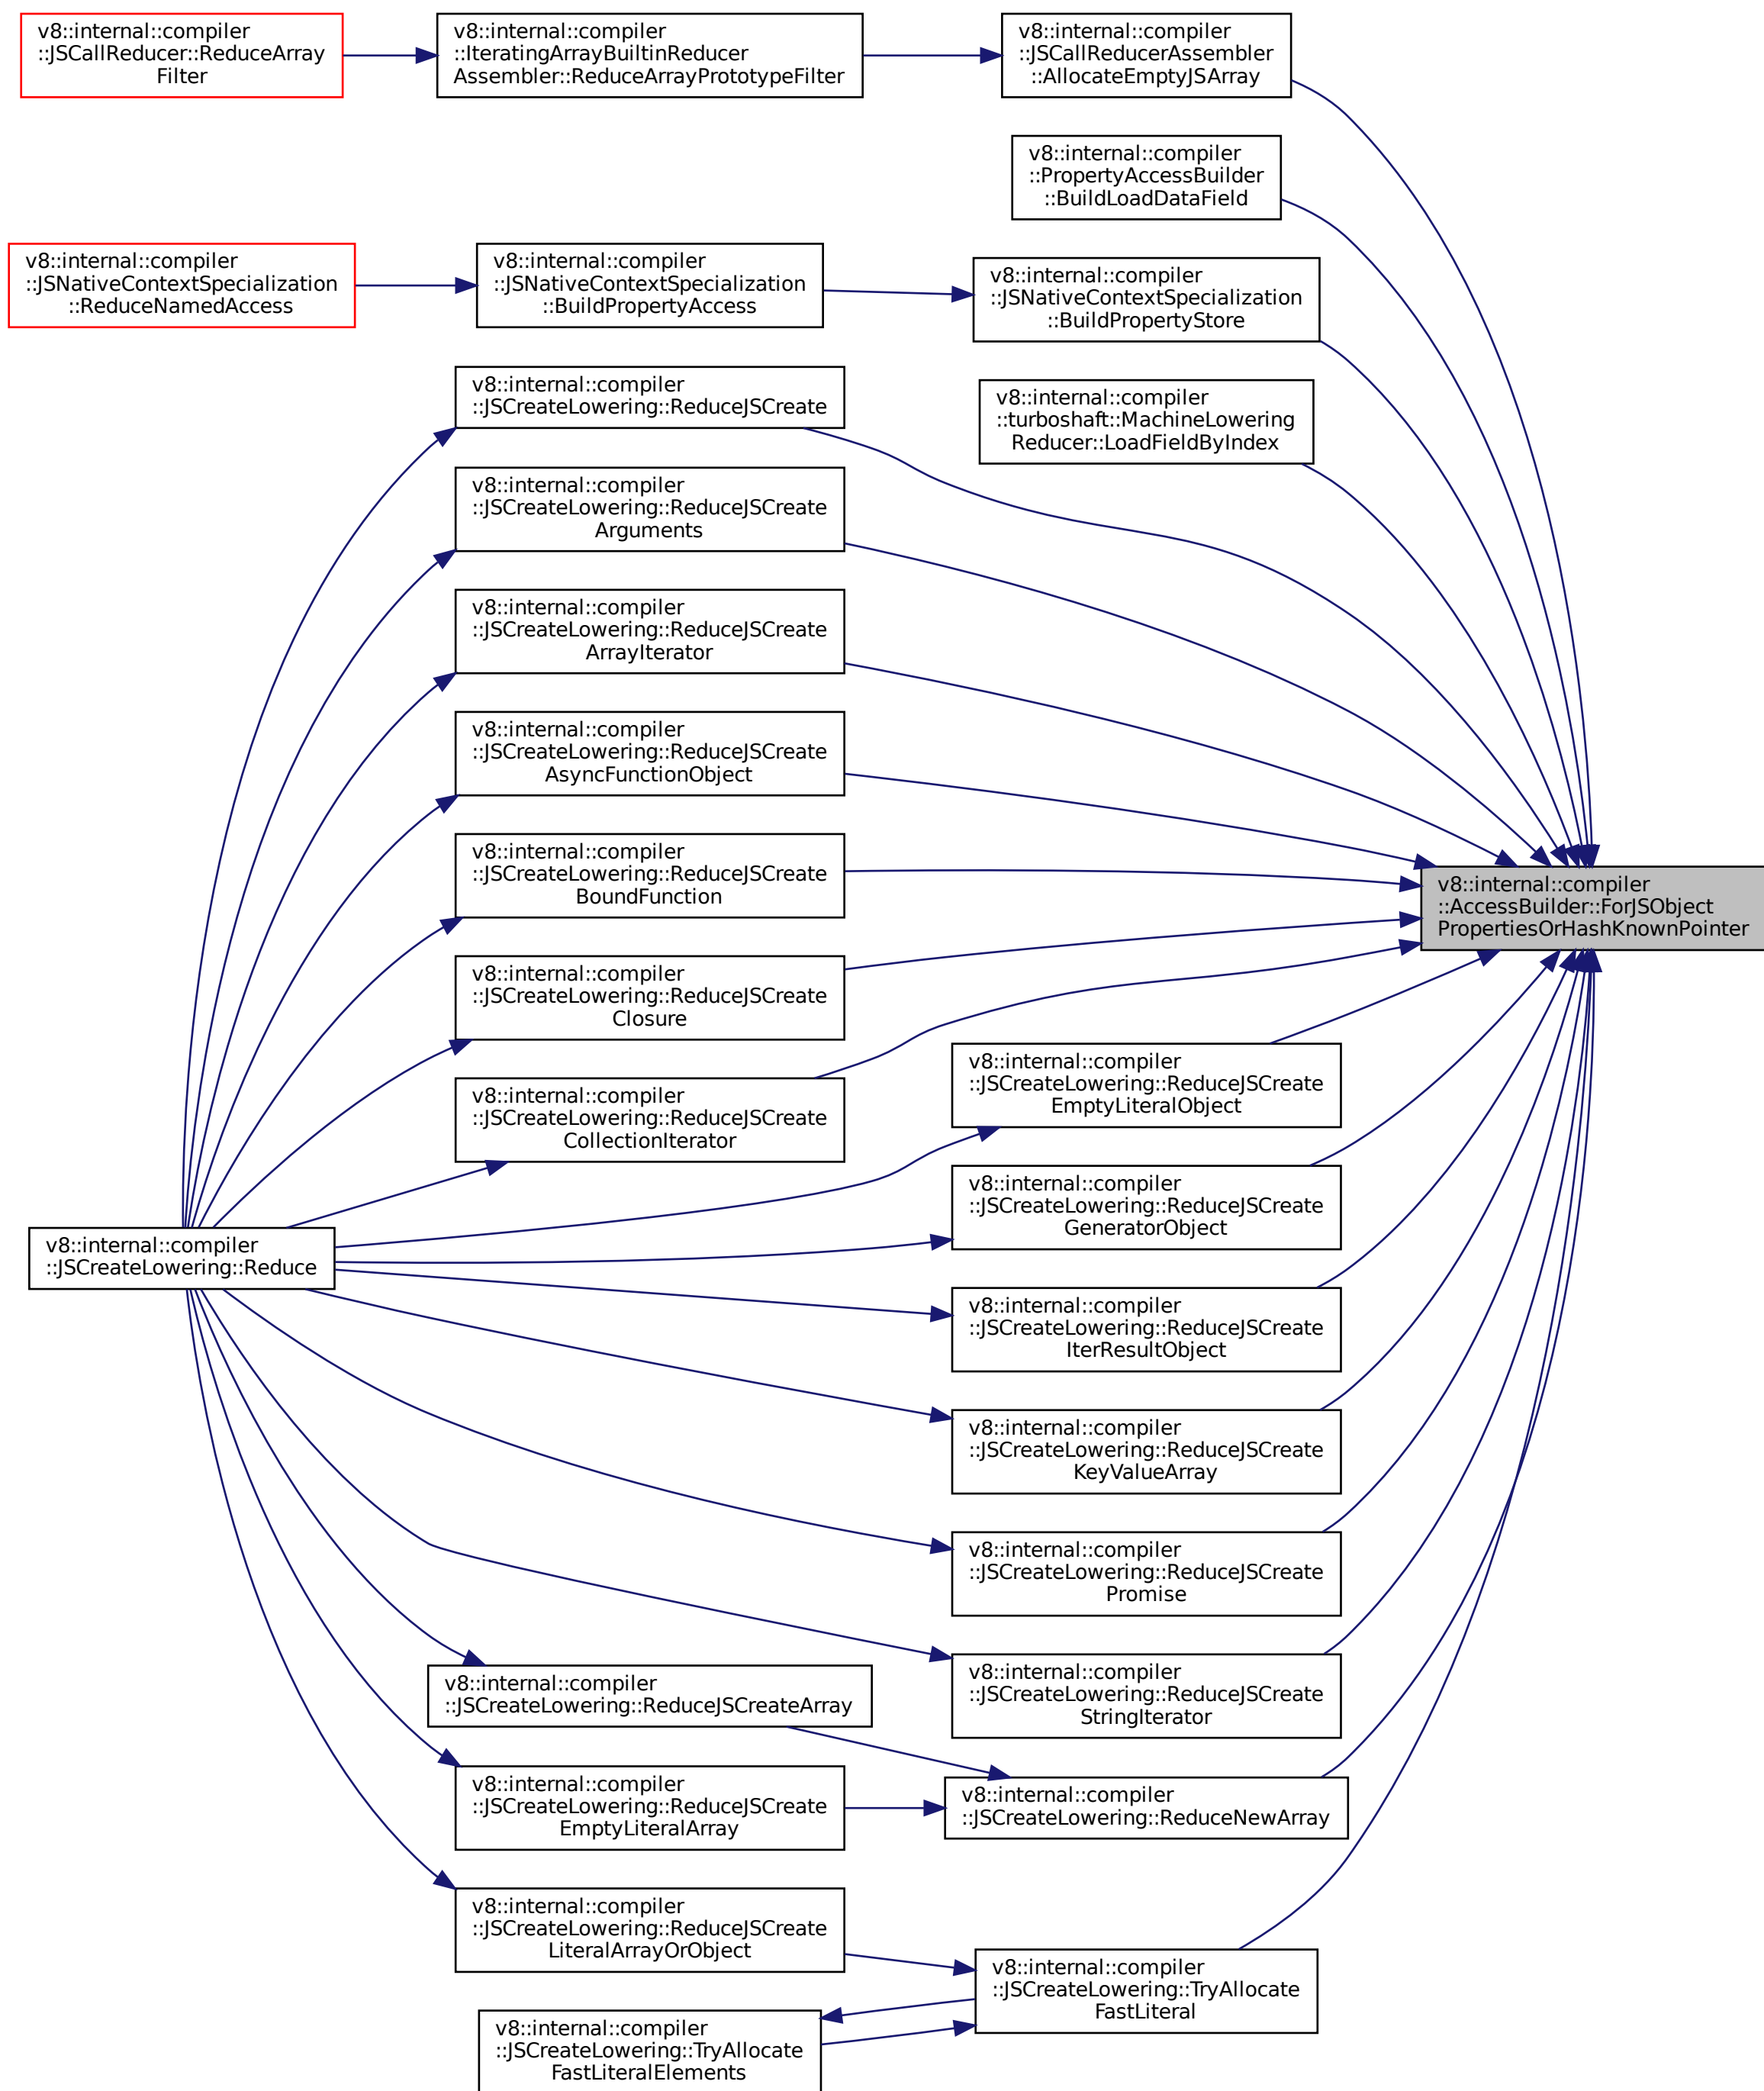 v8::internal::compiler
::JSCallReducer::ReduceArray
Filter
v8::internal::compiler
::IteratingArrayBuiltinReducer
Assembler::ReduceArrayPrototypeFilter
v8::internal::compiler
::JSCallReducerAssembler
::AllocateEmptyJSArray
v8::internal::compiler
::PropertyAccessBuilder
::BuildLoadDataField
v8::internal::compiler
::JSNativeContextSpecialization
::ReduceNamedAccess
v8::internal::compiler
::JSNativeContextSpecialization
::BuildPropertyAccess
v8::internal::compiler
::JSNativeContextSpecialization
::BuildPropertyStore
v8::internal::compiler
::JSCreateLowering::ReduceJSCreate
v8::internal::compiler
::turboshaft::MachineLowering
Reducer::LoadFieldByIndex
v8::internal::compiler
::JSCreateLowering::ReduceJSCreate
Arguments
v8::internal::compiler
::JSCreateLowering::ReduceJSCreate
ArrayIterator
v8::internal::compiler
::JSCreateLowering::ReduceJSCreate
AsyncFunctionObject
v8::internal::compiler
::JSCreateLowering::ReduceJSCreate
BoundFunction
v8::internal::compiler
::AccessBuilder::ForJSObject
PropertiesOrHashKnownPointer
v8::internal::compiler
::JSCreateLowering::ReduceJSCreate
Closure
v8::internal::compiler
::JSCreateLowering::ReduceJSCreate
EmptyLiteralObject
v8::internal::compiler
::JSCreateLowering::ReduceJSCreate
CollectionIterator
v8::internal::compiler
::JSCreateLowering::ReduceJSCreate
GeneratorObject
v8::internal::compiler
::JSCreateLowering::Reduce
v8::internal::compiler
::JSCreateLowering::ReduceJSCreate
IterResultObject
v8::internal::compiler
::JSCreateLowering::ReduceJSCreate
KeyValueArray
v8::internal::compiler
::JSCreateLowering::ReduceJSCreate
Promise
v8::internal::compiler
::JSCreateLowering::ReduceJSCreate
StringIterator
v8::internal::compiler
::JSCreateLowering::ReduceJSCreateArray
v8::internal::compiler
::JSCreateLowering::ReduceJSCreate
EmptyLiteralArray
v8::internal::compiler
::JSCreateLowering::ReduceNewArray
v8::internal::compiler
::JSCreateLowering::ReduceJSCreate
LiteralArrayOrObject
v8::internal::compiler
::JSCreateLowering::TryAllocate
FastLiteral
v8::internal::compiler
::JSCreateLowering::TryAllocate
FastLiteralElements